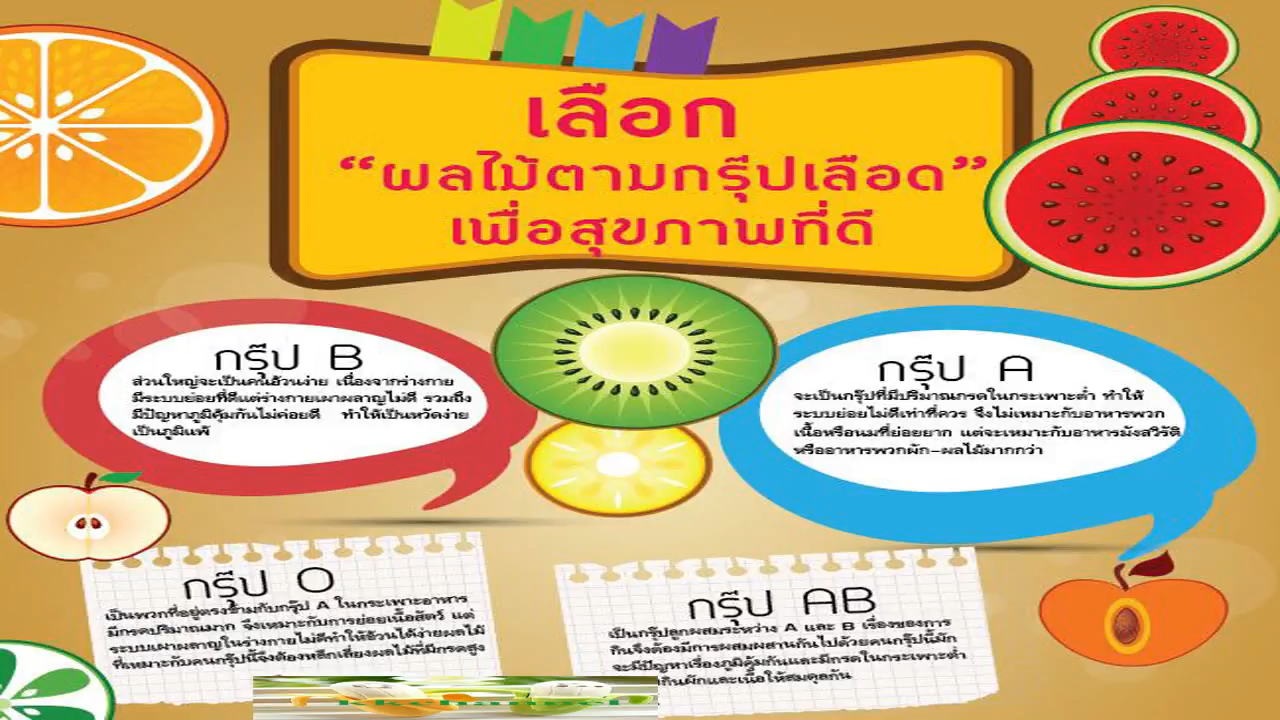 เลือก
“ผลไม้ตามกรุ๊ปเลือด”
เพื่อสุขภาพที่ดี
กรุ๊ป B
ส่วนใหญ่จะเป็นคนอ้วนง่าย เนื่องจากร่างกาย
มีระบบย่อยที่ดีแต่ร่างกายเผาผลาญไม่ดี รวมถึง
มีปัญหาภูมิคุ้มกันไม่ค่อยดี ทำให้เป็นหวัดง่าย
เป็นภูมิแพ้
กรุ๊ป A
จะเป็นกรุ๊ปที่มีปริมาณกรดในกระเพาะต่ำ ทำให้
ระบบย่อยไม่ดีเท่าที่ควร จึงไม่เหมาะกับอาหารพวก
เนื้อหรือนมที่ย่อยยาก แต่จะเหมาะกับอาหารมังสวิรัติ
หรืออาหารพวกผัก-ผลไม้มากกว่า
กรุ๊ป O
เป็นพวกที่อยู่ตรงข้ามกับกรุ๊ป A ในกระเพาะอาหาร
มีกรดปริมาณมาก จึงเหมาะกับการย่อยเนื้อสัตว์ แต่
ระบบเผาผลาญในร่างกายไม่ดีทำให้อ้วนได้ง่ายผลไม้
ที่เหมาะกับคนกรุ๊ปนี้จึงต้องหลีกเลี่ยงผลไม้ที่มีกรดสูง
กรุ๊ป AB
เป็นกรุ๊ปลูกผสมระหว่าง A และ B เรื่องของการ
กินจึงต้องมีการผสมผสานกันไปด้วยคนกรุ๊ปนี้มัก
จะมีปัญหาเรื่องภูมิคุ้มกันและมีกรดในกระเพาะต่ำ
กินผักและเนื้อให้สมดุลกัน